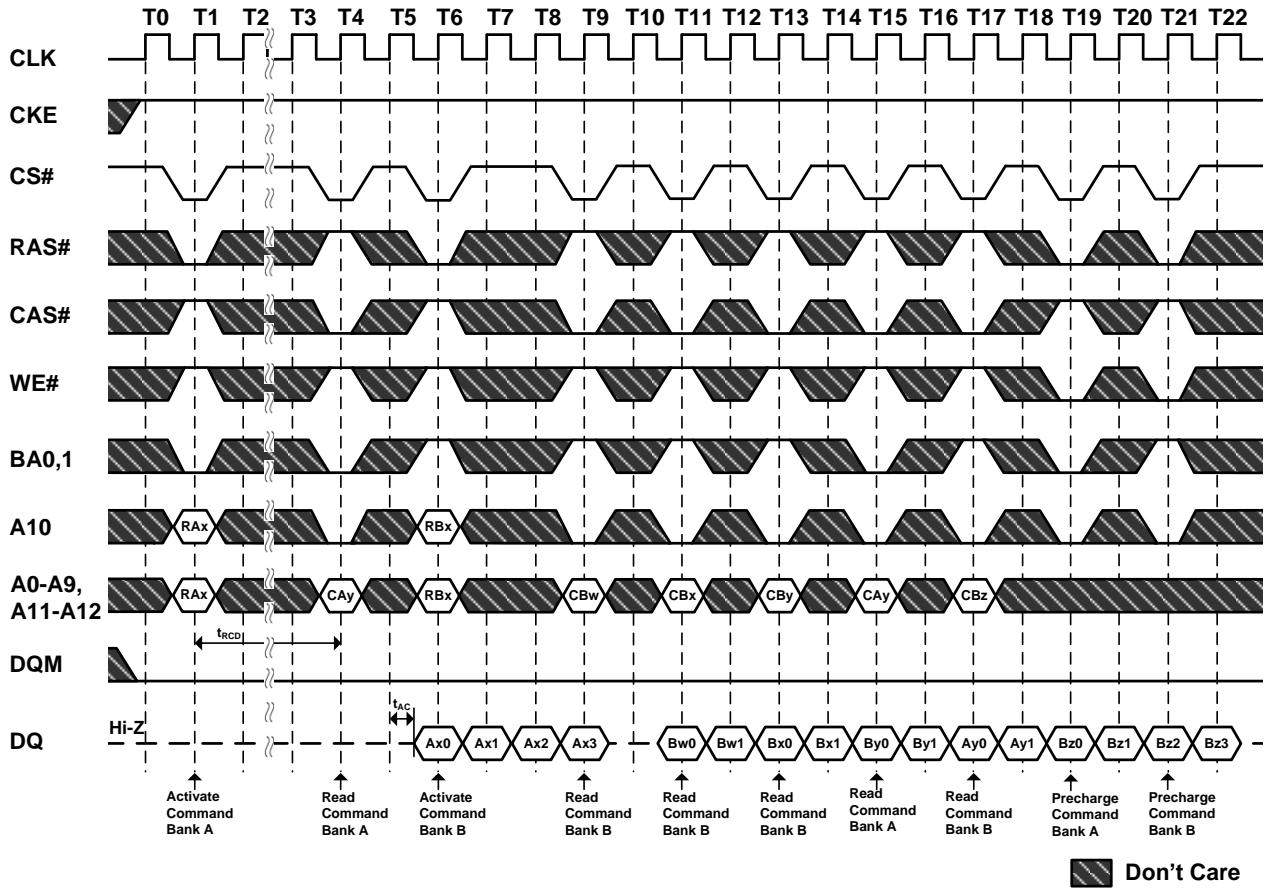 T0 T1 T2 T3 T4 T5 T6 T7 T8 T9 T10 T11 T12 T13 T14 T15 T16 T17 T18 T19 T20 T21 T22
CLK
CKE
CS#
RAS#
CAS#
WE#
BA0,1
A10 RAx RBx
A0-A9,
A11-A12
RAx CAy RBx CBw CBx CBy CAy CBz
tRCD
DQM
tAC
Hi-Z
DQ Ax0 Ax1 Ax2 Ax3 Bw0 Bw1 Bx0 Bx1 By0 By1 Ay0 Ay1 Bz0 Bz1 Bz2 Bz3
Activate
Command
Bank A
Read
Command
Bank A
Activate
Command
Bank B
Read
Command
Bank B
Read
Command
Bank B
Read
Command
Bank B
Read
Command
Bank A
Read
Command
Bank B
Precharge
Command
Bank A
Precharge
Command
Bank B
Don't Care